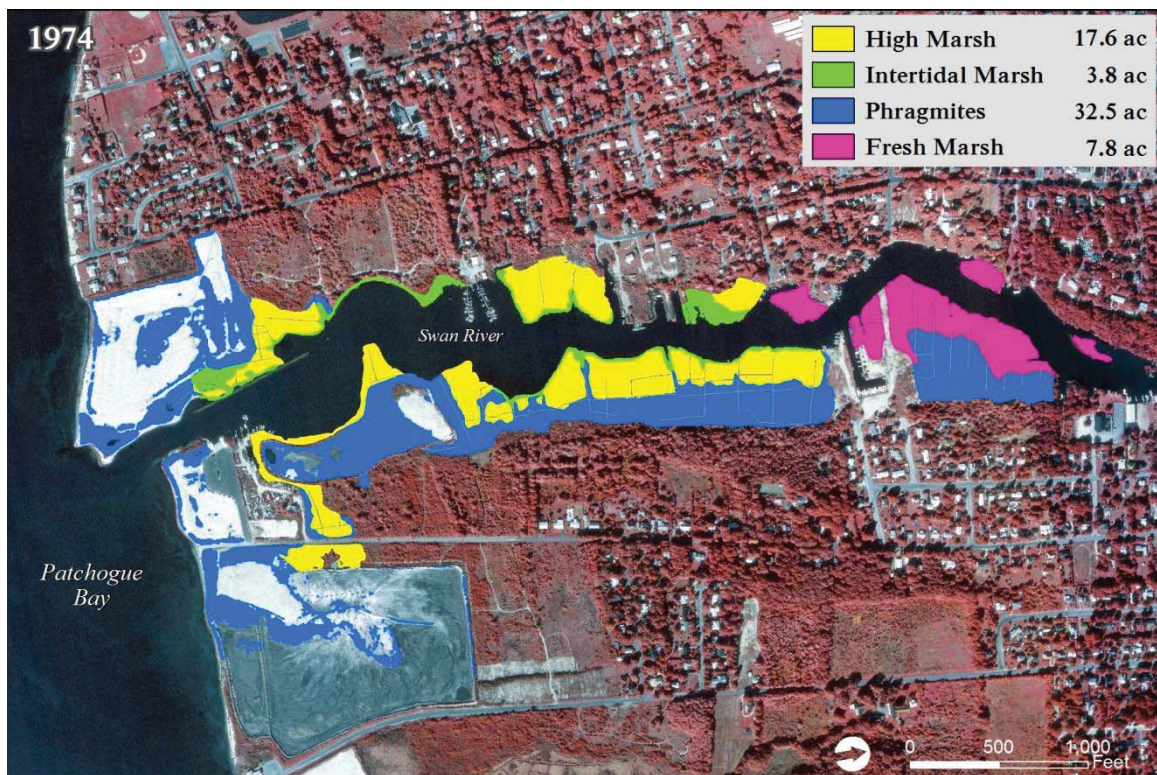 1974
High Marsh 17.6 ac
Intertidal Marsh 3.8 ac
Phragmites 32.5 ac
Fresh Marsh 7.8 ac
Swan River
Patchogue
Bay
0 500 1,000
Feet